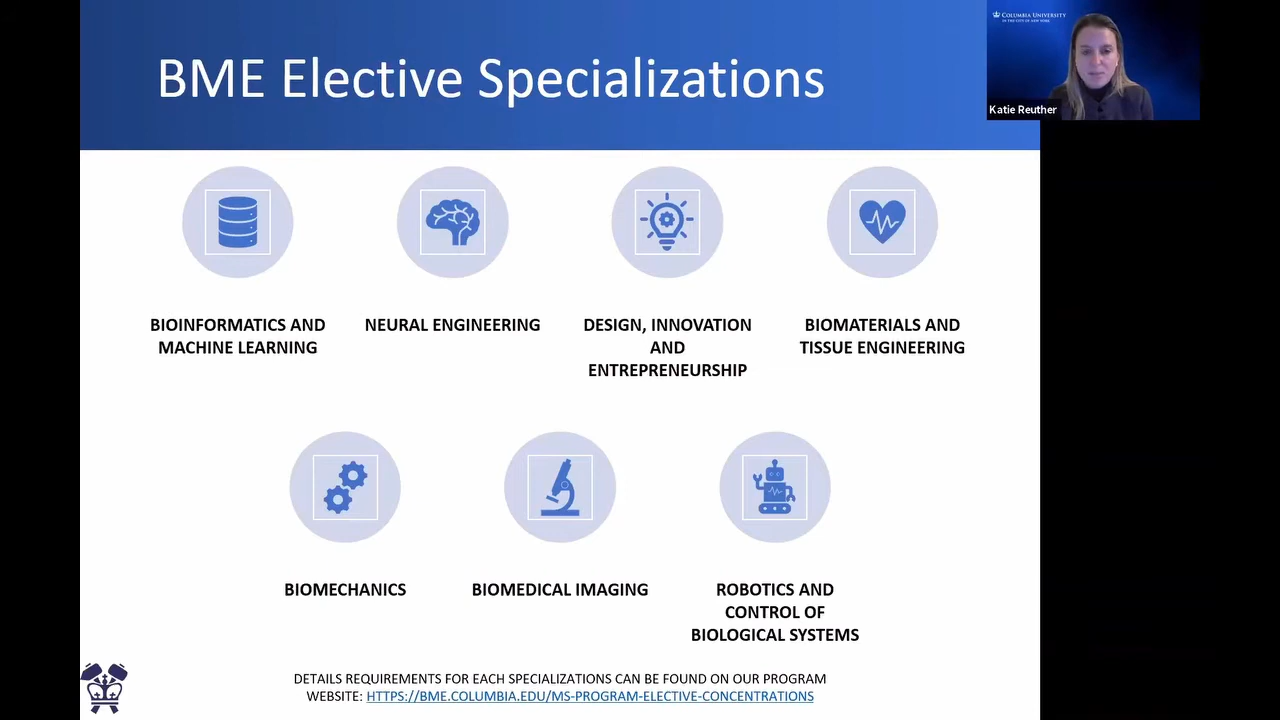 BME Elective Specializations
COLUMBIA UNIVERSITY
IN THE CITY OF NEW YORK
Katie Reuther
BIOINFORMATICS AND
MACHINE LEARNING
NEURAL ENGINEERING
DESIGN, INNOVATION
AND
ENTREPRENEURSHIP
BIOMATERIALS AND
TISSUE ENGINEERING
BIOMECHANICS
BIOMEDICAL IMAGING
ROBOTICS AND
CONTROL OF
BIOLOGICAL SYSTEMS
DETAILS REQUIREMENTS FOR EACH SPECIALIZATIONS CAN BE FOUND ON OUR PROGRAM
WEBSITE: HTTPS://BME.COLUMBIA.EDU/MS-PROGRAM-ELECTIVE-CONCENTRATIONS